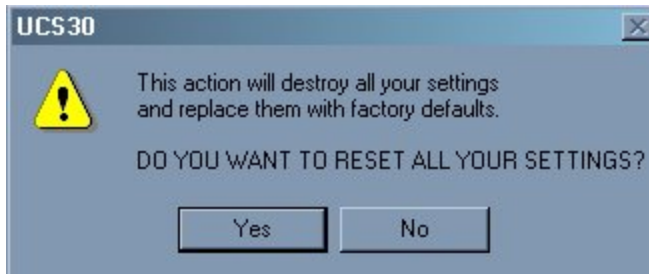 UCS30
This action will destroy all your settings
and replace them with factory defaults.
DO YOU WANT TO RESET ALL YOUR SETTINGS?
Yes
No